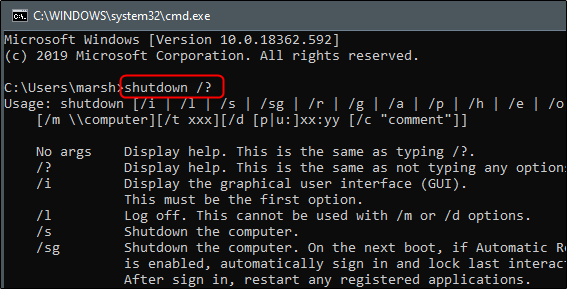 C:\WINDOWS\system32\cmd.exe
Microsoft Windows [Version 10.0.18362.592]
(c) 2019 Microsoft Corporation. All rights reserved.
C:\Users\marsh>shutdown /?
Usage: shutdown [/i | /l | /s | /sg | /r | /g | /a | /p | /h | /e | /o
[/m \\computer][/t xxx][/d [p|u:]xx:yy [/c "comment"]]
No args Display help. This is the same as typing /?.
/? Display help. This is the same as not typing any option
/i Display the graphical user interface (GUI).
This must be the first option.
/l Log off. This cannot be used with /m or /d options.
/s Shutdown the computer.
/sg Shutdown the computer. On the next boot, if Automatic R
is enabled, automatically sign in and lock last interac
After sign in, restart any registered applications.